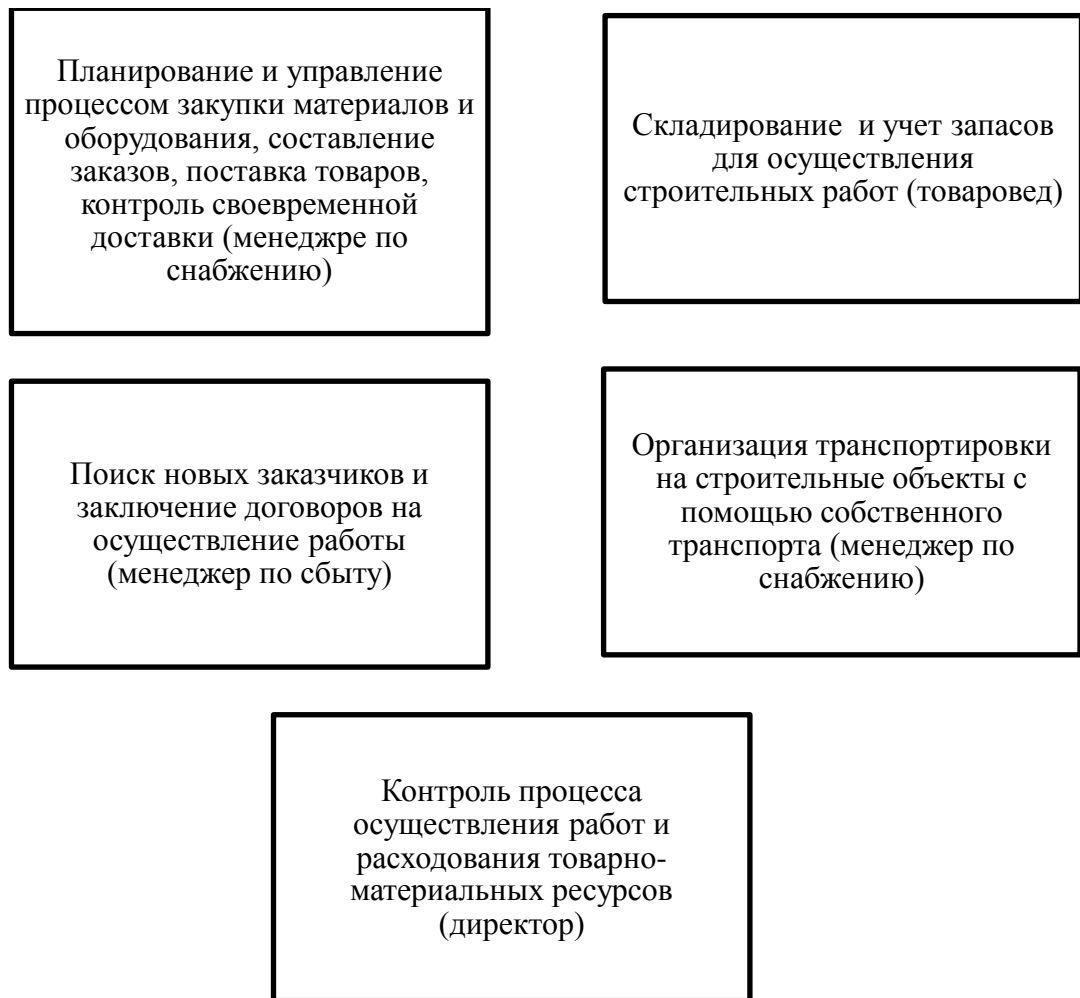 Планирование и управление
процессом закупки материалов и
оборудования, составление
заказов, поставка товаров,
контроль своевременной
доставки (менеджре по
снабжению)
Складирование и учет запасов
для осуществления
строительных работ (товаровед)
Поиск новых заказчиков и
заключение договоров на
осуществление работы
(менеджер по сбыту)
Организация транспортировки
на строительные объекты с
помощью собственного
транспорта (менеджер по
снабжению)
Контроль процесса
осуществления работ и
расходования товарно-
материальных ресурсов
(директор)